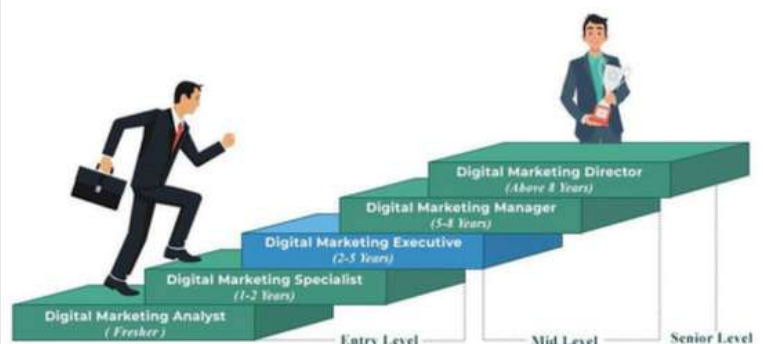 Digital Marketing Director
(Above 8 Years)
Digital Marketing Manager
(5-8 Years)
Digital Marketing Executive
(2-5 Years)
Digital Marketing Specialist
(1-2 Years)
Digital Marketing Analyst
( Fresher )
Entry Level
Mid Level
Senior Level